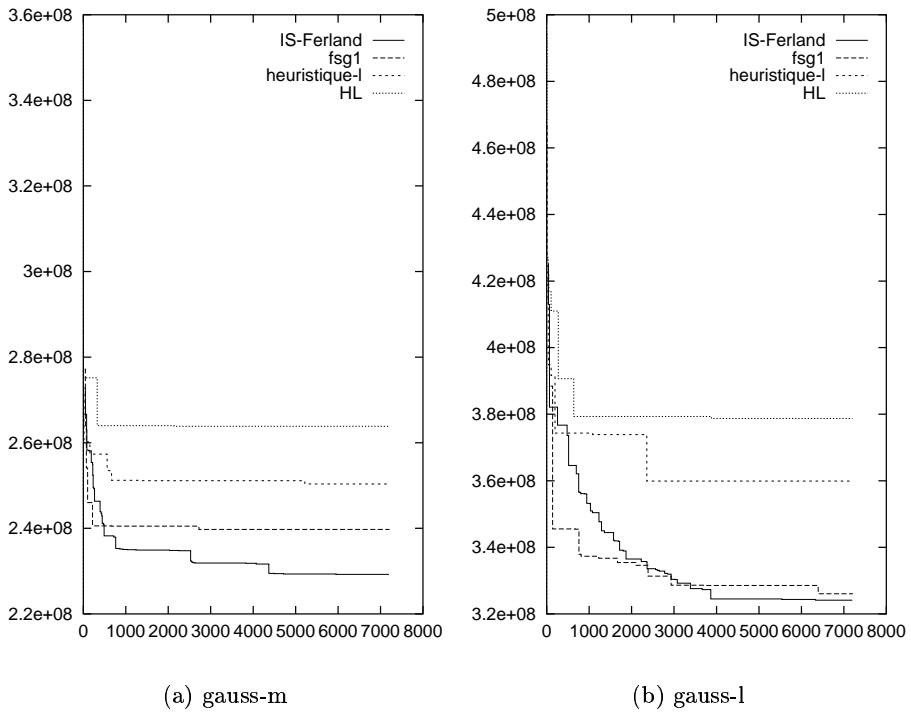 3.6e+08
3.4e+08
3.2e+08
3e+08
2.8e+08
2.6e+08
2.4e+08
2.2e+08
0 1000 2000 3000 4000 5000 6000 7000 8000
IS-Ferland
fsg1
heuristique-l
HL
(a) gauss-m
5e+08
4.8e+08
4.6e+08
4.4e+08
4.2e+08
4e+08
3.8e+08
3.6e+08
3.4e+08
3.2e+08
0 1000 2000 3000 4000 5000 6000 7000 8000
IS-Ferland
fsg1
heuristique-l
HL
(b) gauss-l